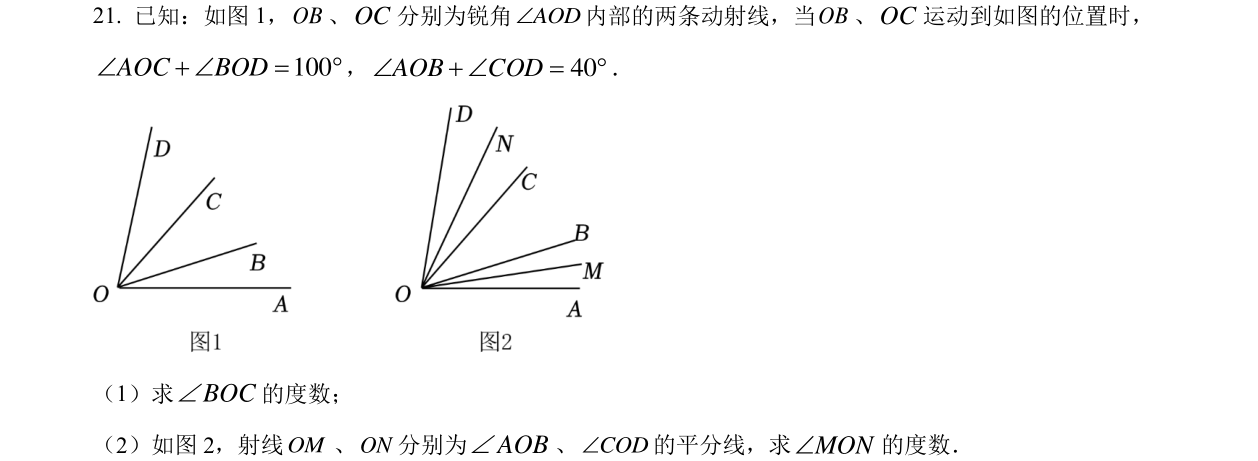 21. 已知：如图 1，OB 、OC 分别为锐角∠AOD 内部的两条动射线，当OB 、OC 运动到如图的位置时，
∠AOC + ∠BOD = 100°，∠AOB + ∠COD = 40°．
D
C
B
O
A
图1
D
N
C
B
M
O
A
图2
（1）求∠BOC 的度数；
（2）如图 2，射线 OM 、ON 分别为∠AOB 、∠COD 的平分线，求∠MON 的度数．